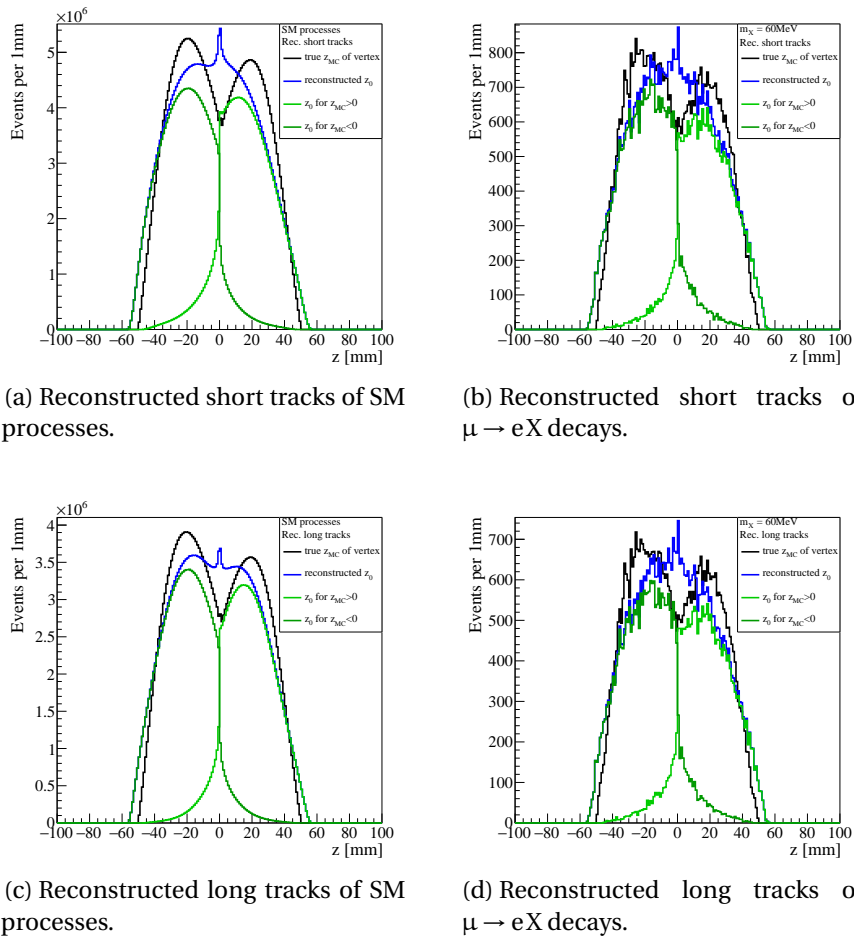 ×10⁶
Events per 1mm
5
4
3
2
1
0
−100 −80 −60 −40 −20 0 20 40 60 80 100
z [mm]
SM processes
Rec. short tracks
true z_MC of vertex
reconstructed z_0
z_0 for z_MC>0
z_0 for z_MC<0
(a) Reconstructed short tracks of SM
processes.
Events per 1mm
800
700
600
500
400
300
200
100
0
−100 −80 −60 −40 −20 0 20 40 60 80 100
z [mm]
m_X = 60MeV
Rec. short tracks
true z_MC of vertex
reconstructed z_0
z_0 for z_MC>0
z_0 for z_MC<0
(b) Reconstructed short tracks o
μ → eX decays.
×10⁶
Events per 1mm
4
3.5
3
2.5
2
1.5
1
0.5
0
−100 −80 −60 −40 −20 0 20 40 60 80 100
z [mm]
SM processes
Rec. long tracks
true z_MC of vertex
reconstructed z_0
z_0 for z_MC>0
z_0 for z_MC<0
(c) Reconstructed long tracks of SM
processes.
Events per 1mm
700
600
500
400
300
200
100
0
−100 −80 −60 −40 −20 0 20 40 60 80 100
z [mm]
m_X = 60MeV
Rec. long tracks
true z_MC of vertex
reconstructed z_0
z_0 for z_MC>0
z_0 for z_MC<0
(d) Reconstructed long tracks o
μ → eX decays.